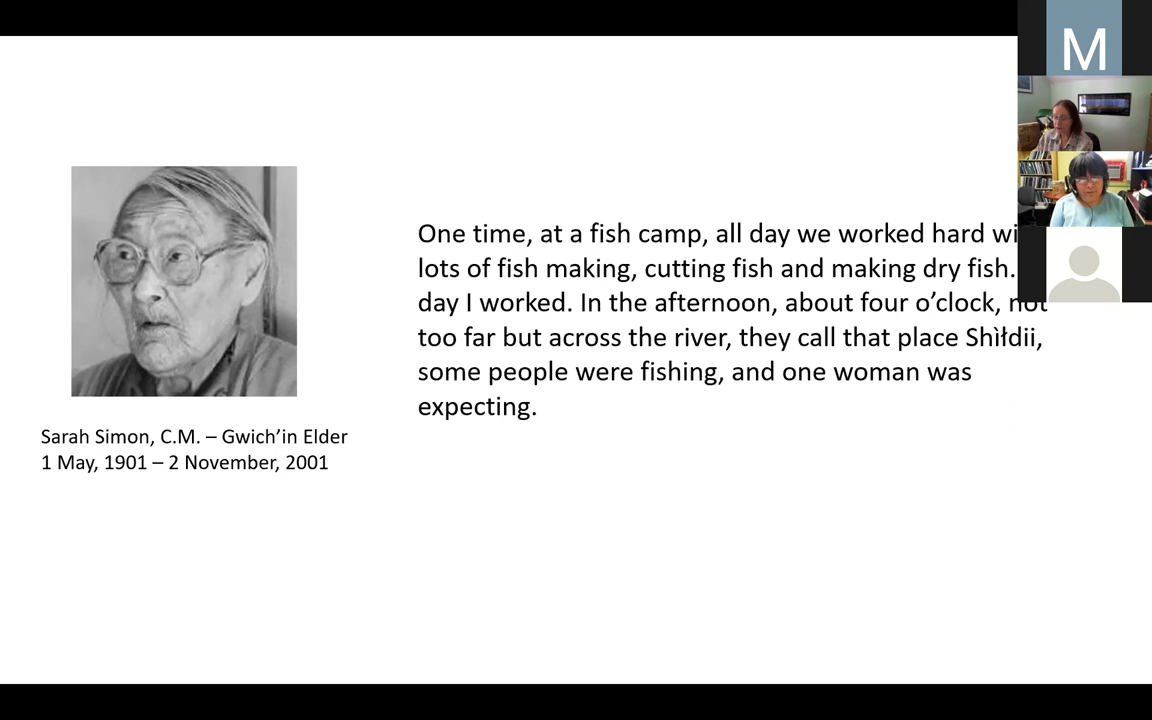 M
One time, at a fish camp, all day we worked hard
lots of fish making, cutting fish and making dry fish.
day I worked. In the afternoon, about four o’clock, not
too far but across the river, they call that place Shìłdii,
some people were fishing, and one woman was
expecting.
Sarah Simon, C.M. – Gwich’in Elder
1 May, 1901 – 2 November, 2001